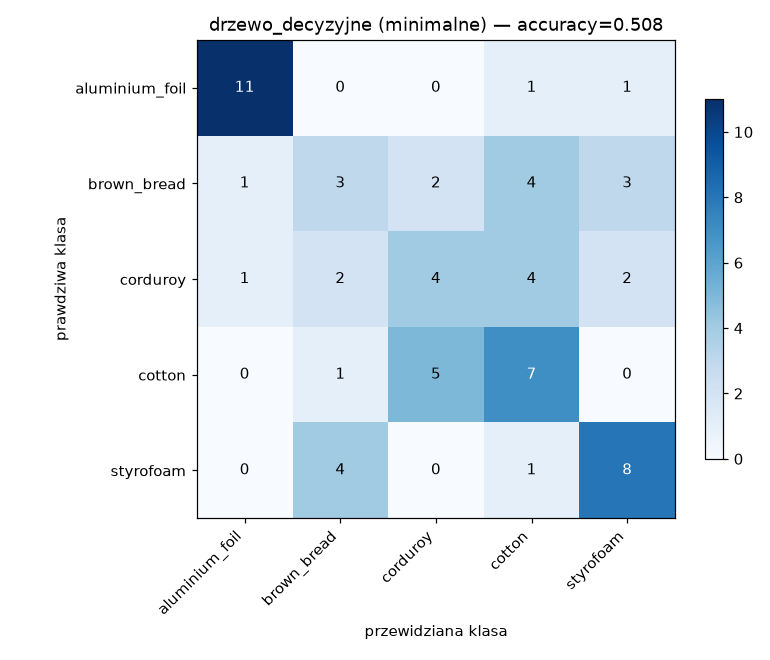 drzewo_decyzyjne (minimalne) — accuracy=0.508
prawdziwa klasa
aluminium_foil 11 0 0 1 1
brown_bread 1 3 2 4 3
corduroy 1 2 4 4 2
cotton 0 1 5 7 0
styrofoam 0 4 0 1 8
aluminium_foil brown_bread corduroy cotton styrofoam
przewidziana klasa
10
8
6
4
2
0